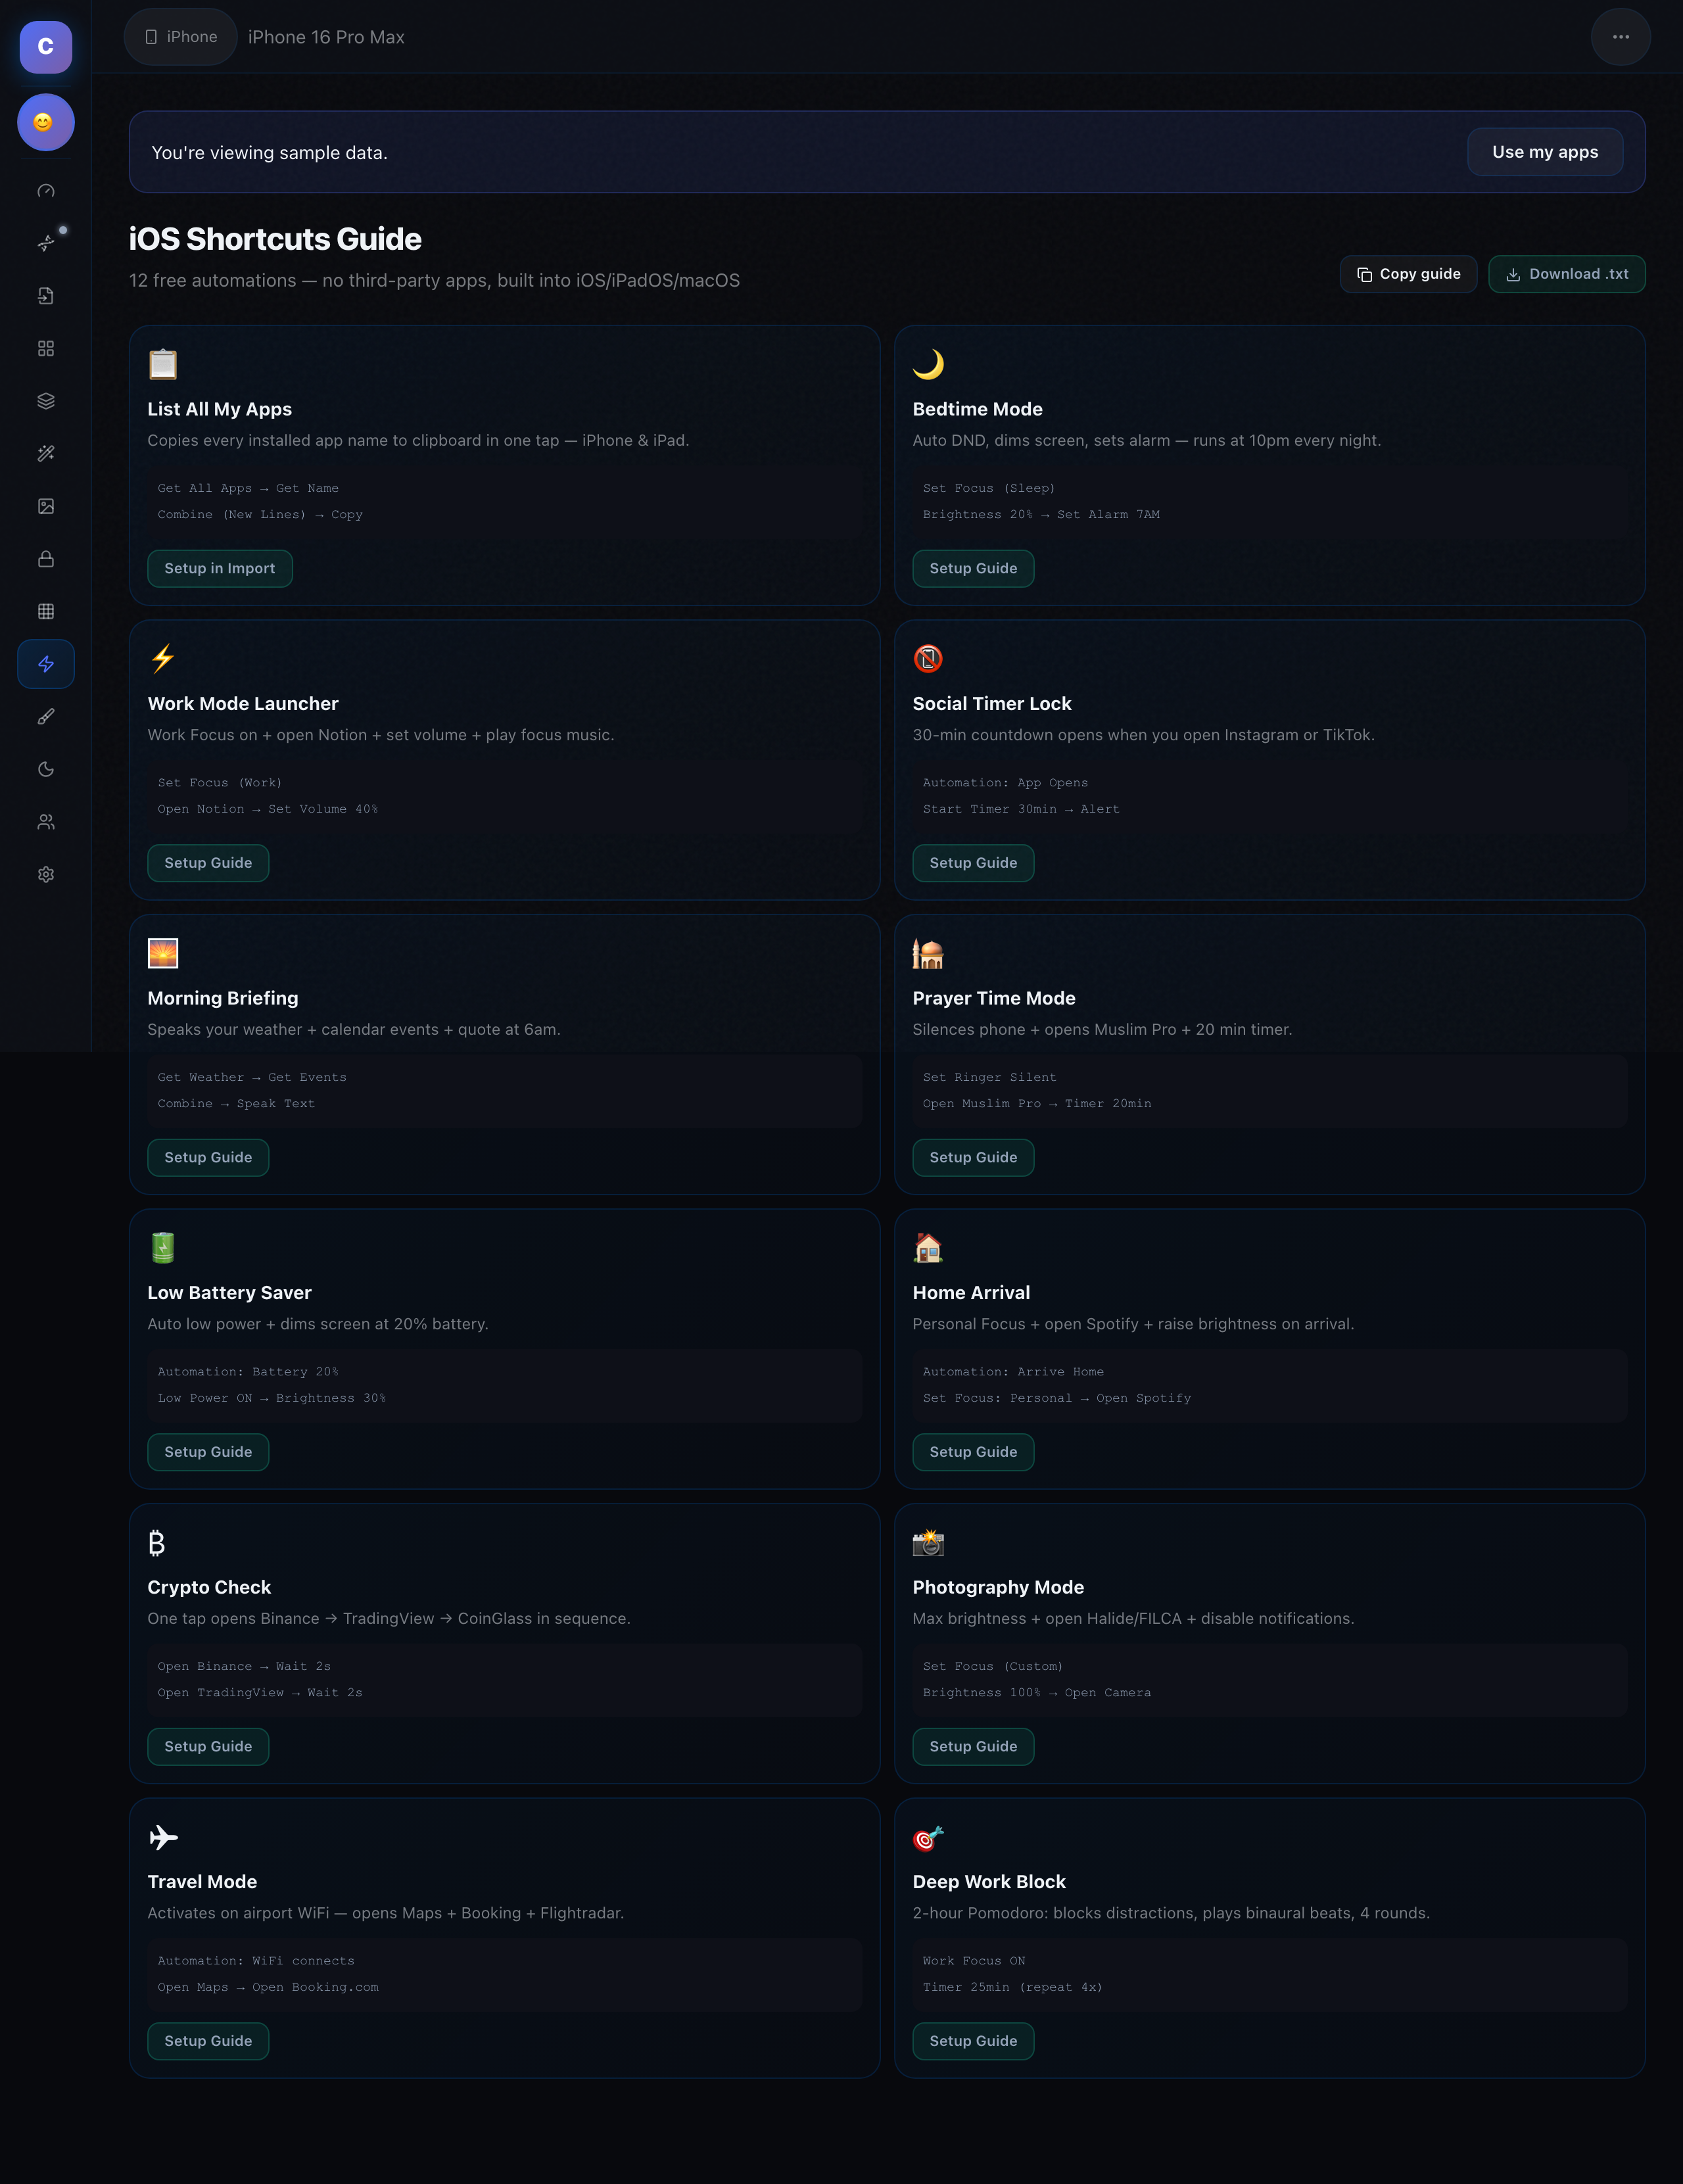 C
iPhone
iPhone 16 Pro Max
You're viewing sample data.
Use my apps
iOS Shortcuts Guide
12 free automations — no third-party apps, built into iOS/iPadOS/macOS
Copy guide
Download .txt
List All My Apps
Copies every installed app name to clipboard in one tap — iPhone & iPad.
Get All Apps → Get Name
Combine (New Lines) → Copy
Setup in Import
Bedtime Mode
Auto DND, dims screen, sets alarm — runs at 10pm every night.
Set Focus (Sleep)
Brightness 20% → Set Alarm 7AM
Setup Guide
Work Mode Launcher
Work Focus on + open Notion + set volume + play focus music.
Set Focus (Work)
Open Notion → Set Volume 40%
Setup Guide
Social Timer Lock
30-min countdown opens when you open Instagram or TikTok.
Automation: App Opens
Start Timer 30min → Alert
Setup Guide
Morning Briefing
Speaks your weather + calendar events + quote at 6am.
Get Weather → Get Events
Combine → Speak Text
Setup Guide
Prayer Time Mode
Silences phone + opens Muslim Pro + 20 min timer.
Set Ringer Silent
Open Muslim Pro → Timer 20min
Setup Guide
Low Battery Saver
Auto low power + dims screen at 20% battery.
Automation: Battery 20%
Low Power ON → Brightness 30%
Setup Guide
Home Arrival
Personal Focus + open Spotify + raise brightness on arrival.
Automation: Arrive Home
Set Focus: Personal → Open Spotify
Setup Guide
₿
Crypto Check
One tap opens Binance → TradingView → CoinGlass in sequence.
Open Binance → Wait 2s
Open TradingView → Wait 2s
Setup Guide
Photography Mode
Max brightness + open Halide/FILCA + disable notifications.
Set Focus (Custom)
Brightness 100% → Open Camera
Setup Guide
Travel Mode
Activates on airport WiFi — opens Maps + Booking + Flightradar.
Automation: WiFi connects
Open Maps → Open Booking.com
Setup Guide
Deep Work Block
2-hour Pomodoro: blocks distractions, plays binaural beats, 4 rounds.
Work Focus ON
Timer 25min (repeat 4x)
Setup Guide